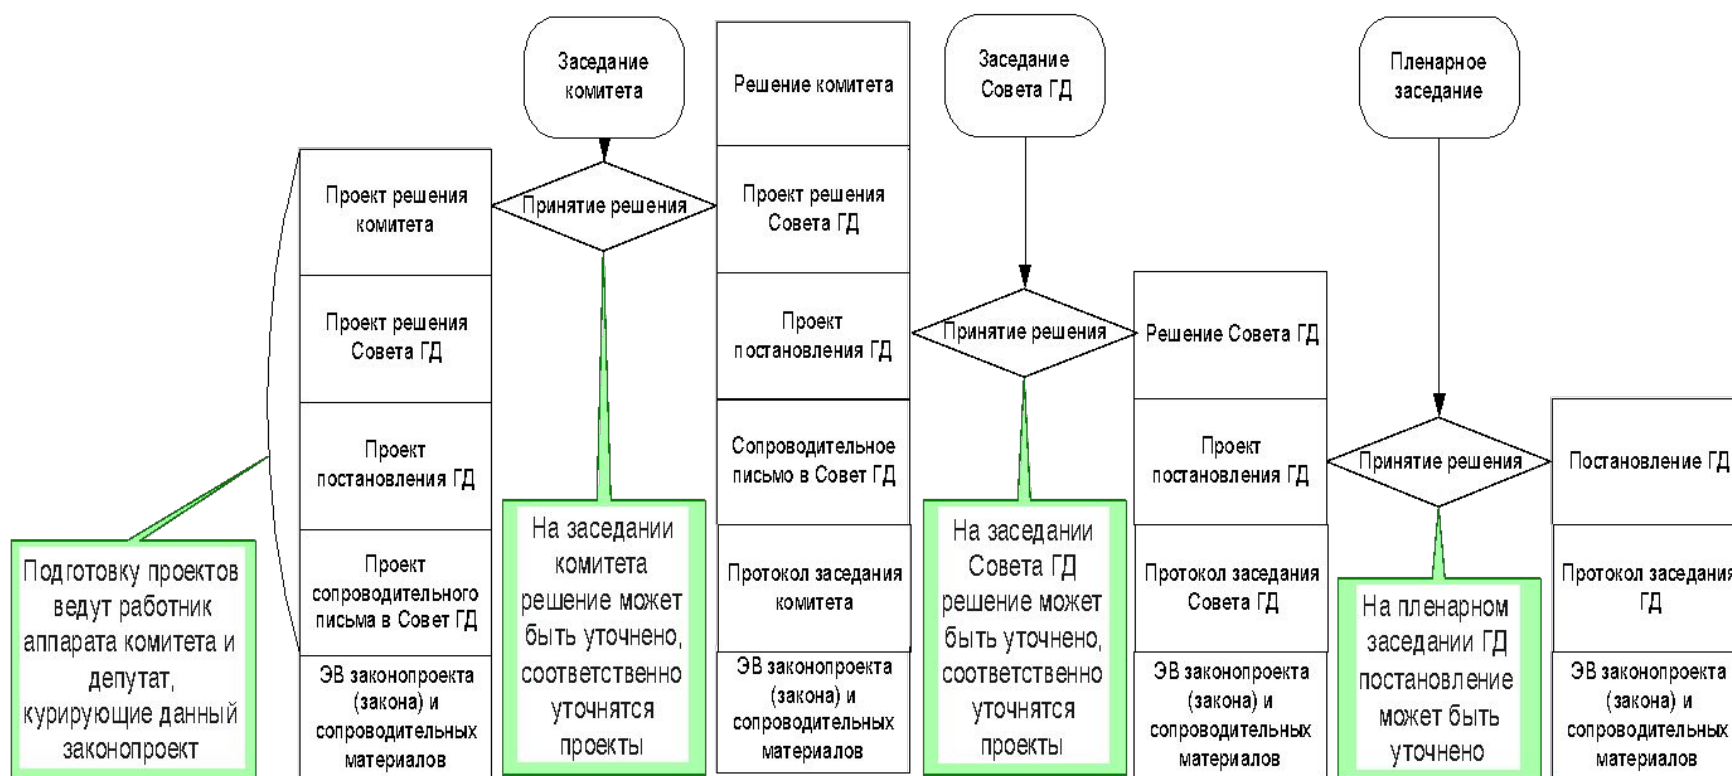 Заседание
комитета
Решение комитета
Заседание
Совета ГД
Пленарное
заседание
Проект решения
комитета
Принятие решения
Проект решения
Совета ГД
Проект решения
Совета ГД
Проект
постановления ГД
Принятие решения
Решение Совета ГД
Проект
постановления ГД
Сопроводительное
письмо в Совет ГД
Проект
постановления ГД
Принятие решения
Постановление ГД
Подготовку проектов
ведут работник
аппарата комитета и
депутат,
курирующие данный
законопроект
Проект
сопроводительного
письма в Совет ГД
На заседании
комитета
решение может
быть уточнено,
соответственно
уточнятся
проекты
Протокол заседания
комитета
На заседании
Совета ГД
решение может
быть уточнено,
соответственно
уточнятся
проекты
Протокол заседания
Совета ГД
На пленарном
заседании ГД
постановление
может быть
уточнено
Протокол заседания
ГД
ЭВ законопроекта
(закона) и
сопроводительных
материалов
ЭВ законопроекта
(закона) и
сопроводительных
материалов
ЭВ законопроекта
(закона) и
сопроводительных
материалов
ЭВ законопроекта
(закона) и
сопроводительных
материалов